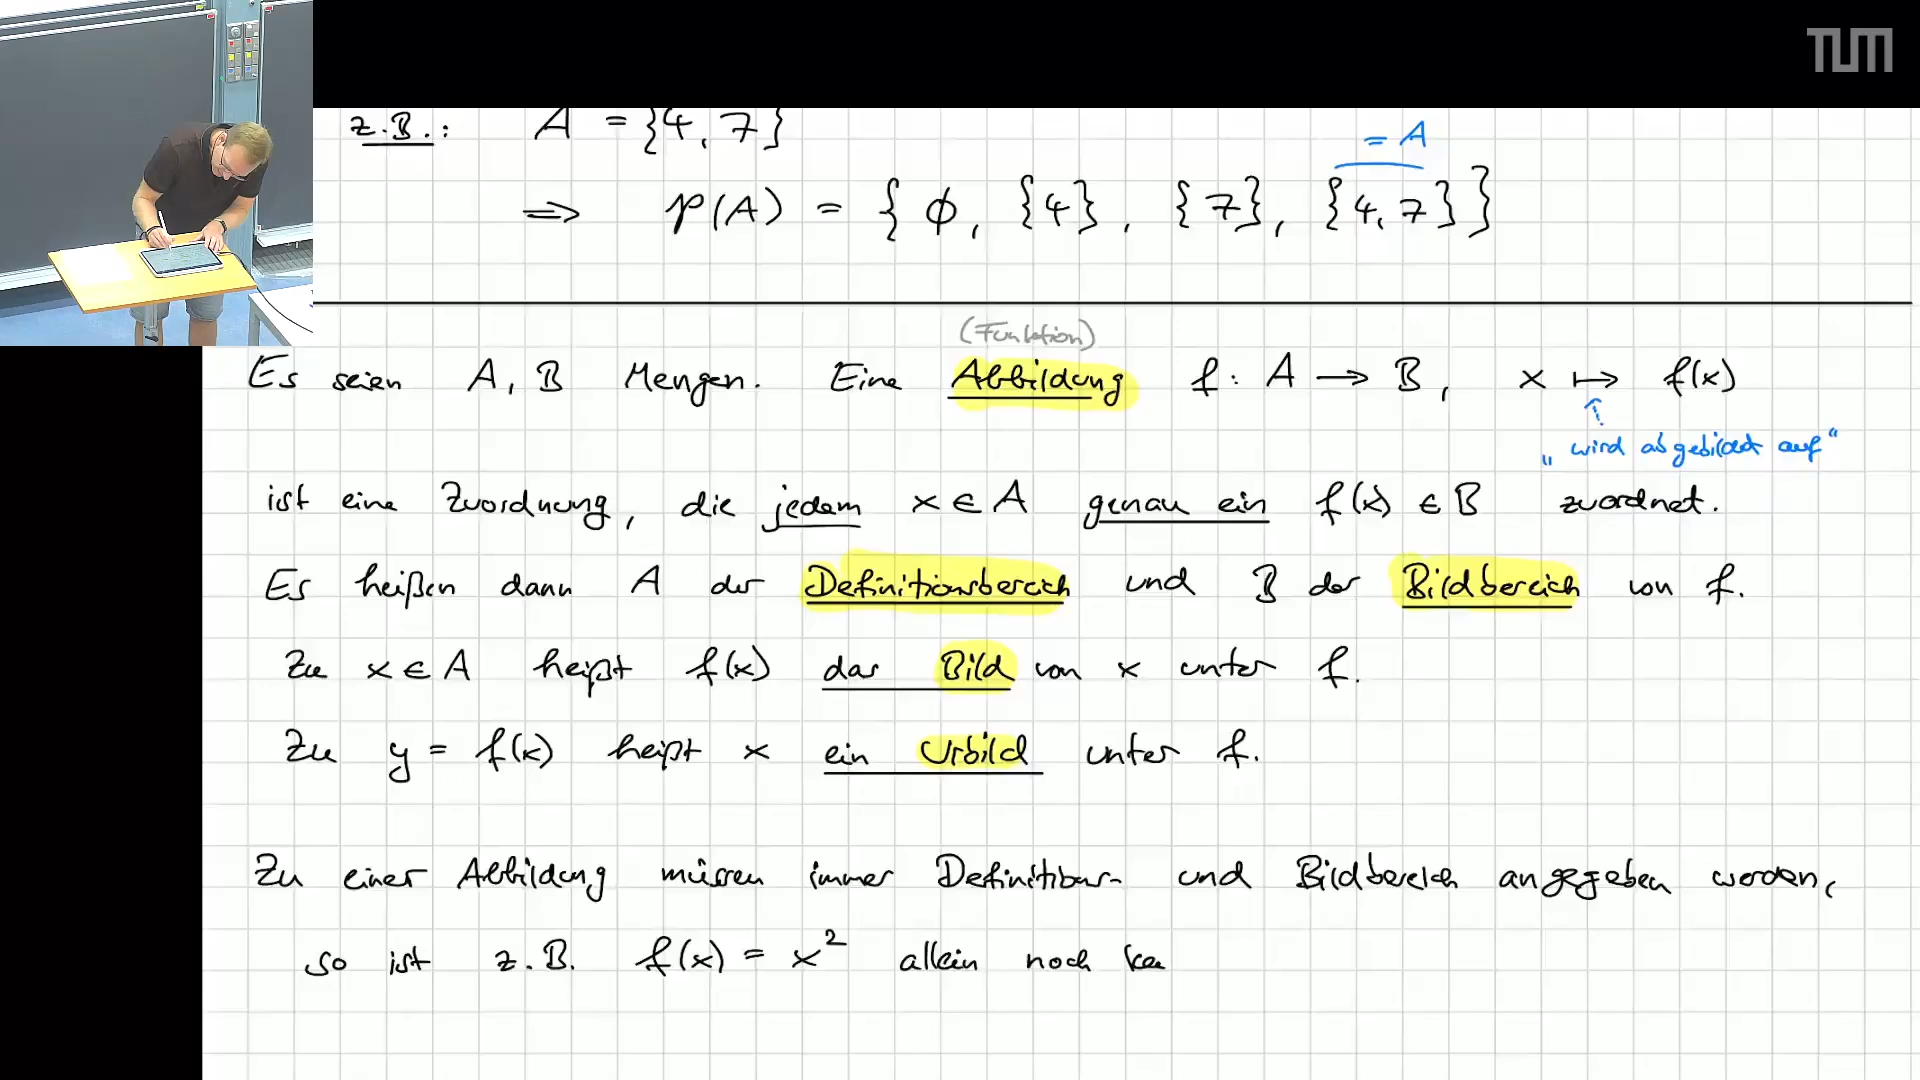 TUM
z.B.: A = {4, 7}
= A
⇒ P(A) = { ∅, {4}, {7}, {4, 7} }
(Funktion)
Es seien A, B Mengen. Eine Abbildung f: A → B, x ↦ f(x)
„wird abgebildet auf“
ist eine Zuordnung, die jedem x ∈ A genau ein f(x) ∈ B zuordnet.
Es heißen dann A der Definitionsbereich und B der Bildbereich von f.
Zu x ∈ A heißt f(x) das Bild von x unter f.
Zu y = f(x) heißt x ein Urbild unter f.
Zu einer Abbildung müssen immer Definitions- und Bildbereich angegeben werden,
so ist z.B. f(x) = x² allein noch ke